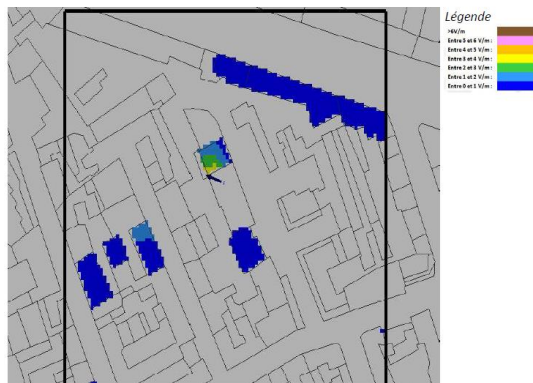 Légende
>6V/m
Entre 5 et 6 V/m :
Entre 4 et 5 V/m :
Entre 3 et 4 V/m :
Entre 2 et 3 V/m :
Entre 1 et 2 V/m :
Entre 0 et 1 V/m :